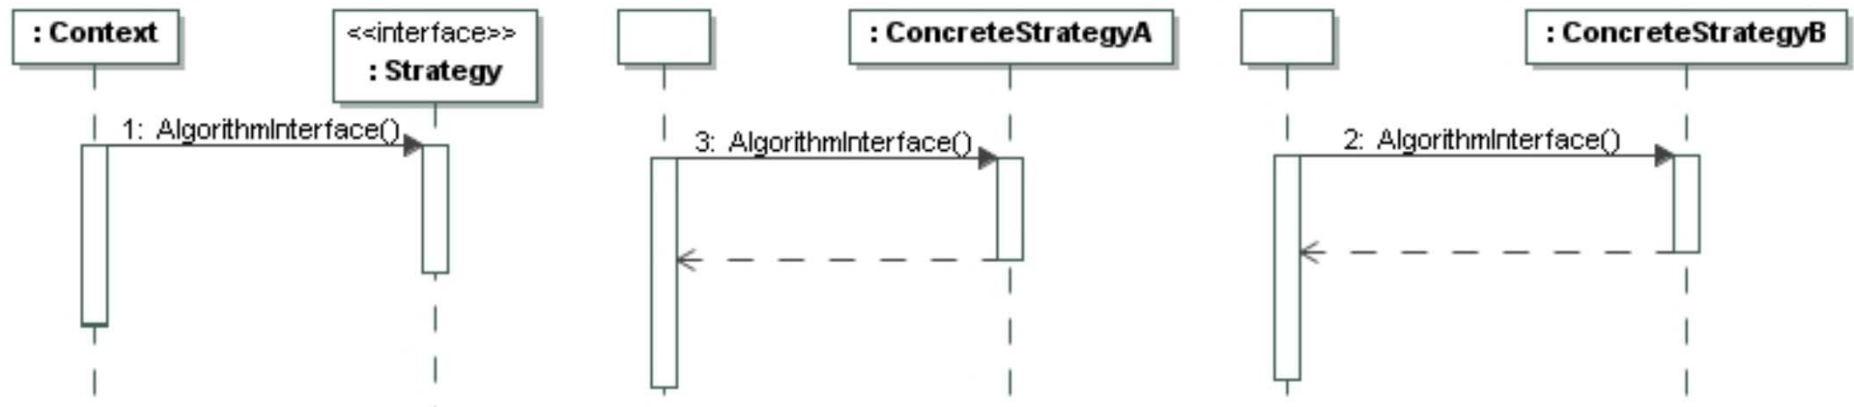 : Context
<<interface>>
: Strategy
: ConcreteStrategyA
: ConcreteStrategyB
1: AlgorithmInterface()
3: AlgorithmInterface()
2: AlgorithmInterface()